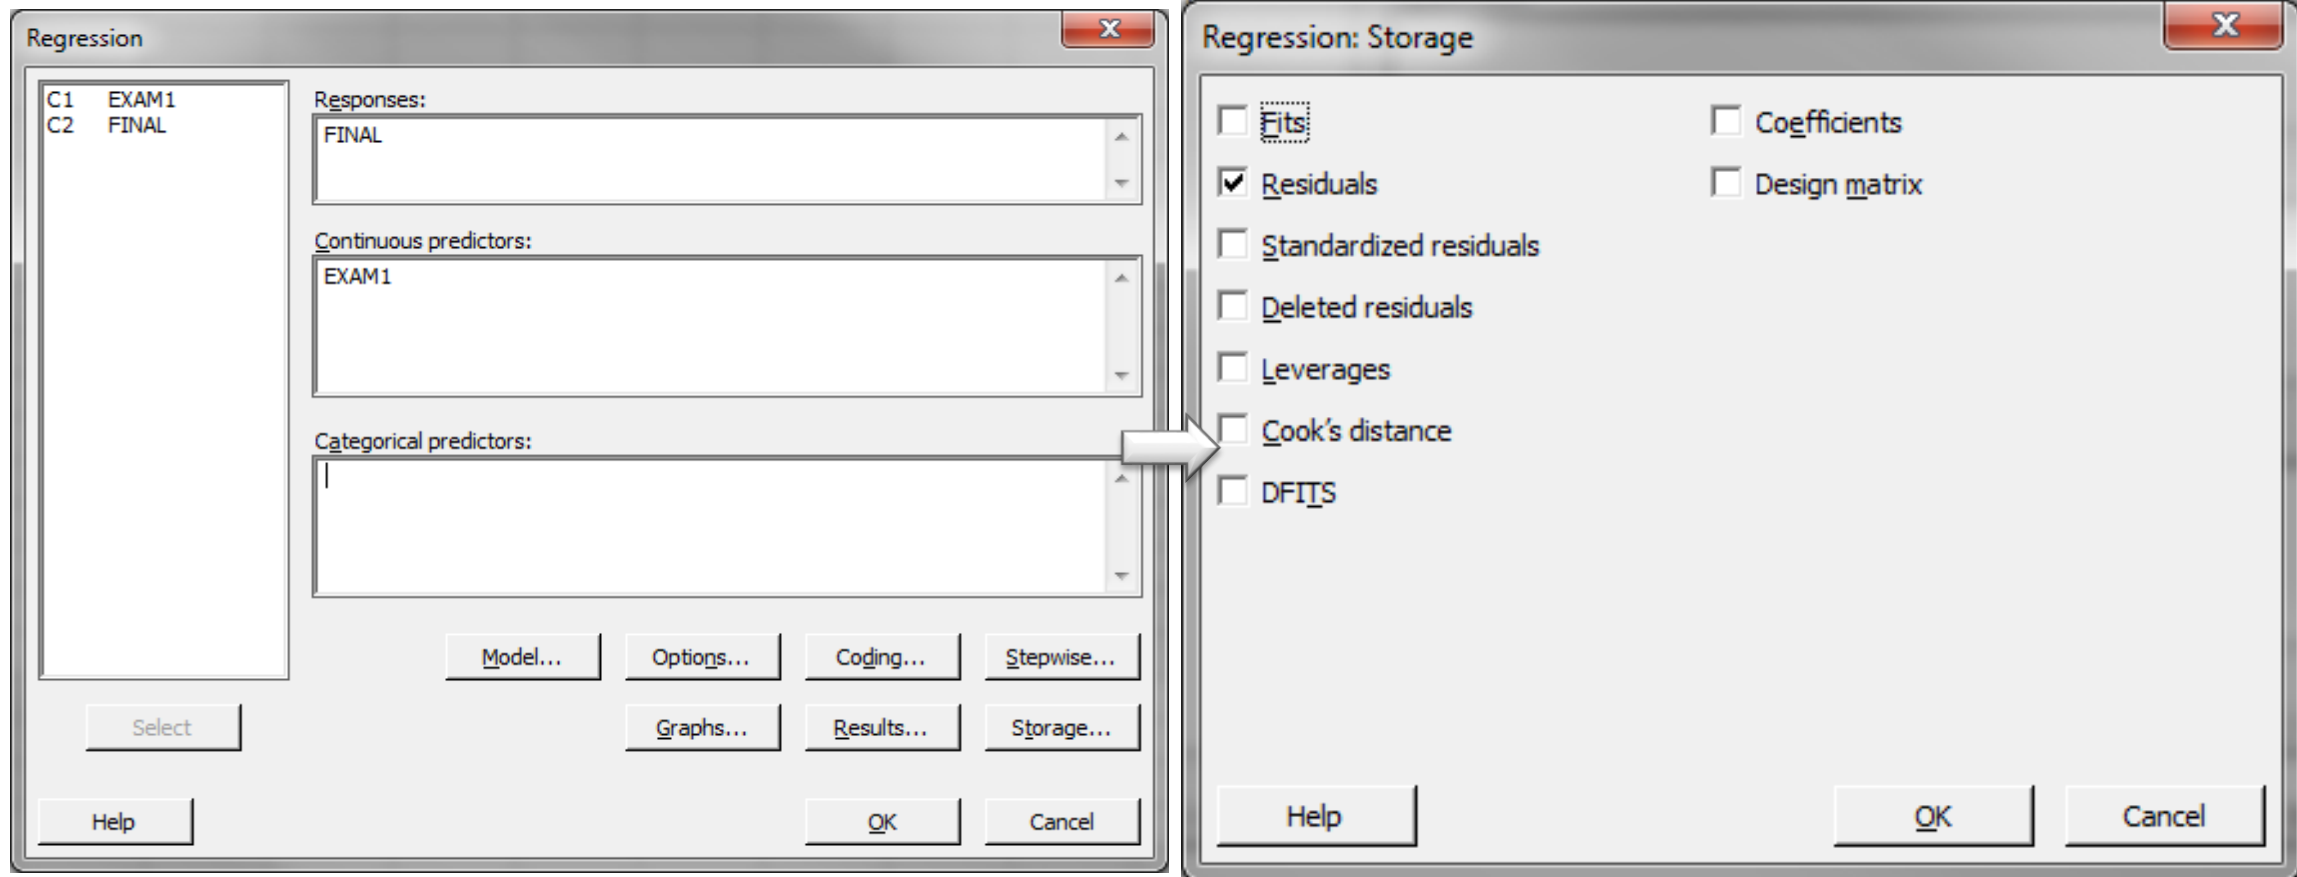 Regression
C1 EXAM1
C2 FINAL
Responses:
FINAL
Continuous predictors:
EXAM1
Categorical predictors:
Model...
Options...
Coding...
Stepwise...
Select
Graphs...
Results...
Storage...
Help
OK
Cancel
Regression: Storage
Fits
Coefficients
Residuals
Design matrix
Standardized residuals
Deleted residuals
Leverages
Cook's distance
DFITS
Help
OK
Cancel